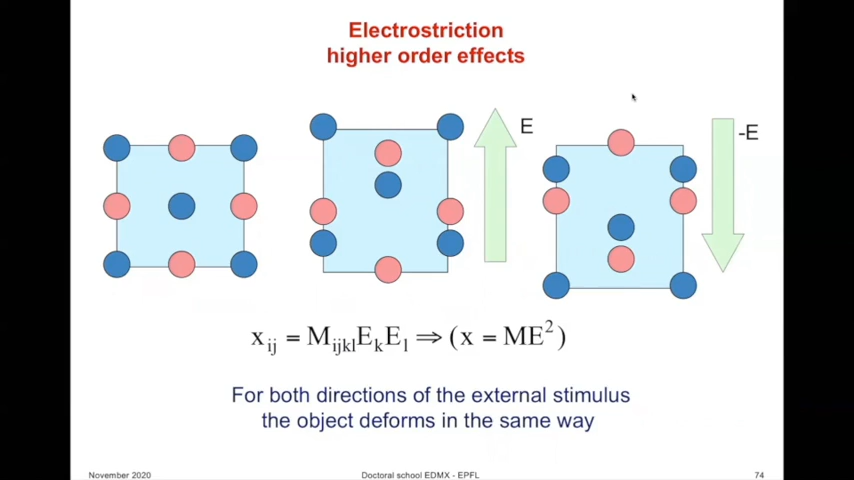 Electrostriction
higher order effects
E
-E
x_ij = M_ijkl E_k E_l ⇒ (x = ME²)
For both directions of the external stimulus
the object deforms in the same way
November 2020
Doctoral school EDMX - EPFL
74